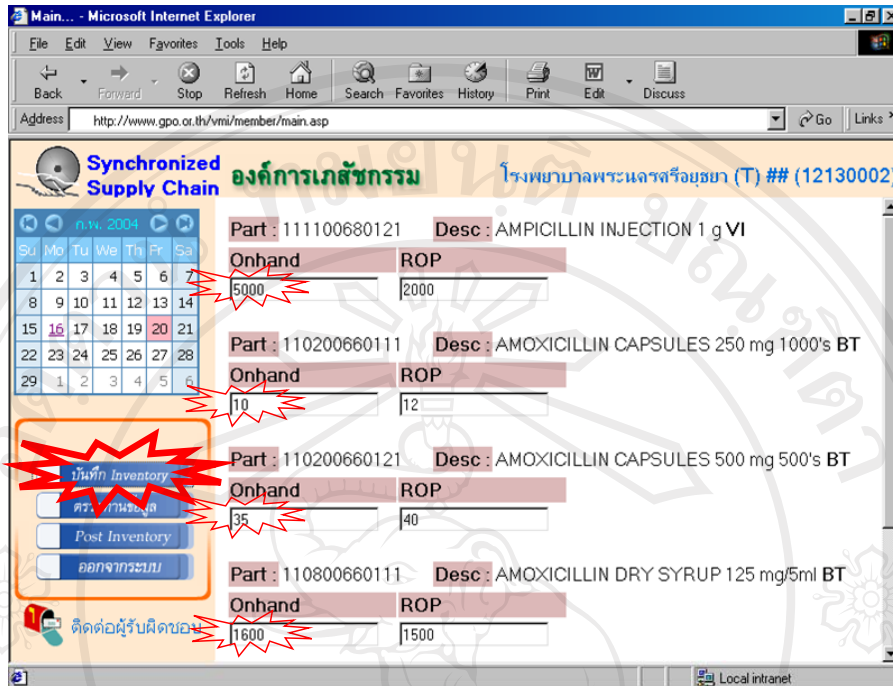 Main... - Microsoft Internet Explorer
File Edit View Favorites Tools Help
Back Forward Stop Refresh Home Search Favorites History Print Edit Discuss
Address http://www.gpo.or.th/vmi/member/main.asp Go Links
Synchronized Supply Chain
องค์การเภสัชกรรม
โรงพยาบาลพระนครศรีอยุธยา (T) ## (12130002)
ก.พ. 2004
Su Mo Tu We Th Fr Sa
1 2 3 4 5 6 7
8 9 10 11 12 13 14
15 16 17 18 19 20 21
22 23 24 25 26 27 28
29 1 2 3 4 5 6
บันทึก Inventory
Post Inventory
ออกจากระบบ
ติดต่อผู้รับผิดชอบ
Part : 111100680121 Desc : AMPICILLIN INJECTION 1 g VI
Onhand ROP
5000 2000
Part : 110200660111 Desc : AMOXICILLIN CAPSULES 250 mg 1000's BT
Onhand ROP
10 12
Part : 110200660121 Desc : AMOXICILLIN CAPSULES 500 mg 500's BT
Onhand ROP
35 40
Part : 110800660111 Desc : AMOXICILLIN DRY SYRUP 125 mg/5ml BT
Onhand ROP
1600 1500
Local intranet